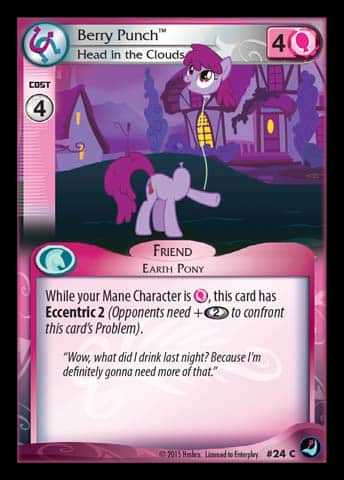 Berry Punch™
Head in the Clouds
4
COST
4
FRIEND
EARTH PONY
While your Mane Character is , this card has
Eccentric 2 (Opponents need + 2 to confront
this card's Problem).
"Wow, what did I drink last night? Because I'm
definitely gonna need more of that."
© 2015 Hasbro. Licensed to Enterplay. #24 C